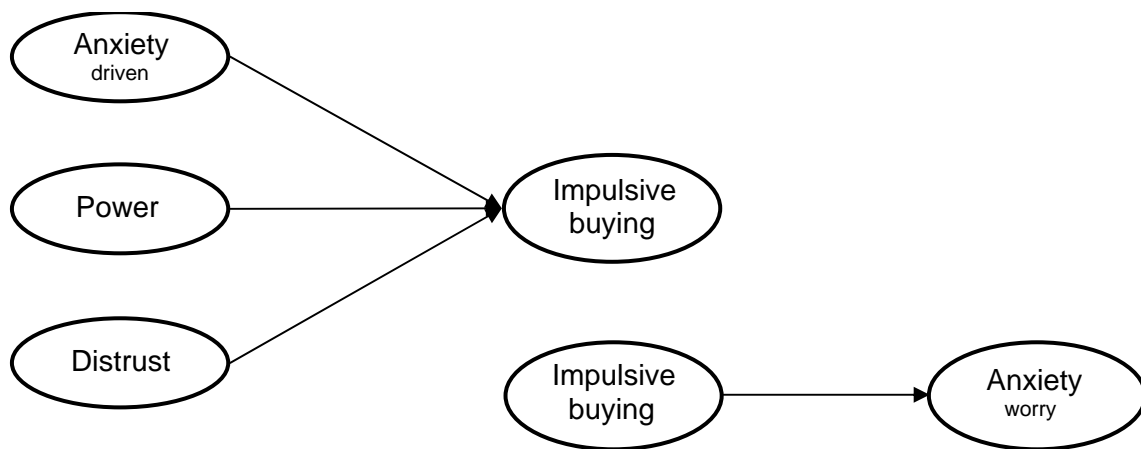 Anxiety
driven
Power
Impulsive
buying
Distrust
Impulsive
buying
Anxiety
worry